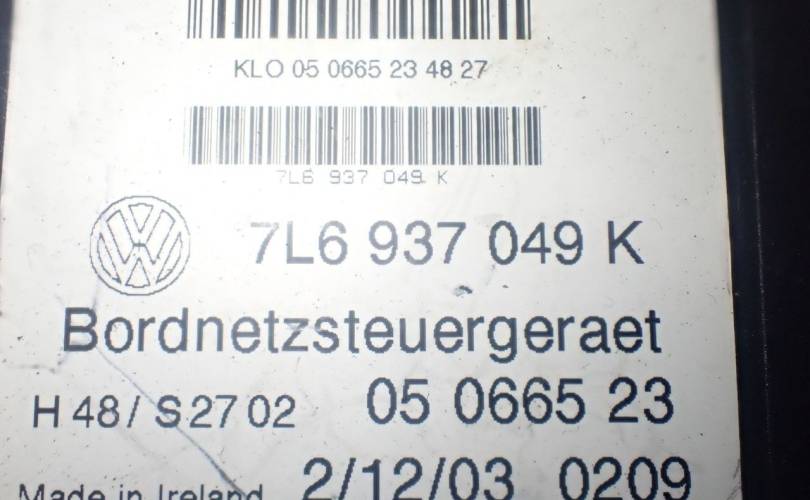 KLO 05 0665 23 48 27
7L6 937 049 K
7L6 937 049 K
Bordnetzsteuergeraet
H 48 / S 27 02 05 0665 23
Made in Ireland 2/12/03 0209